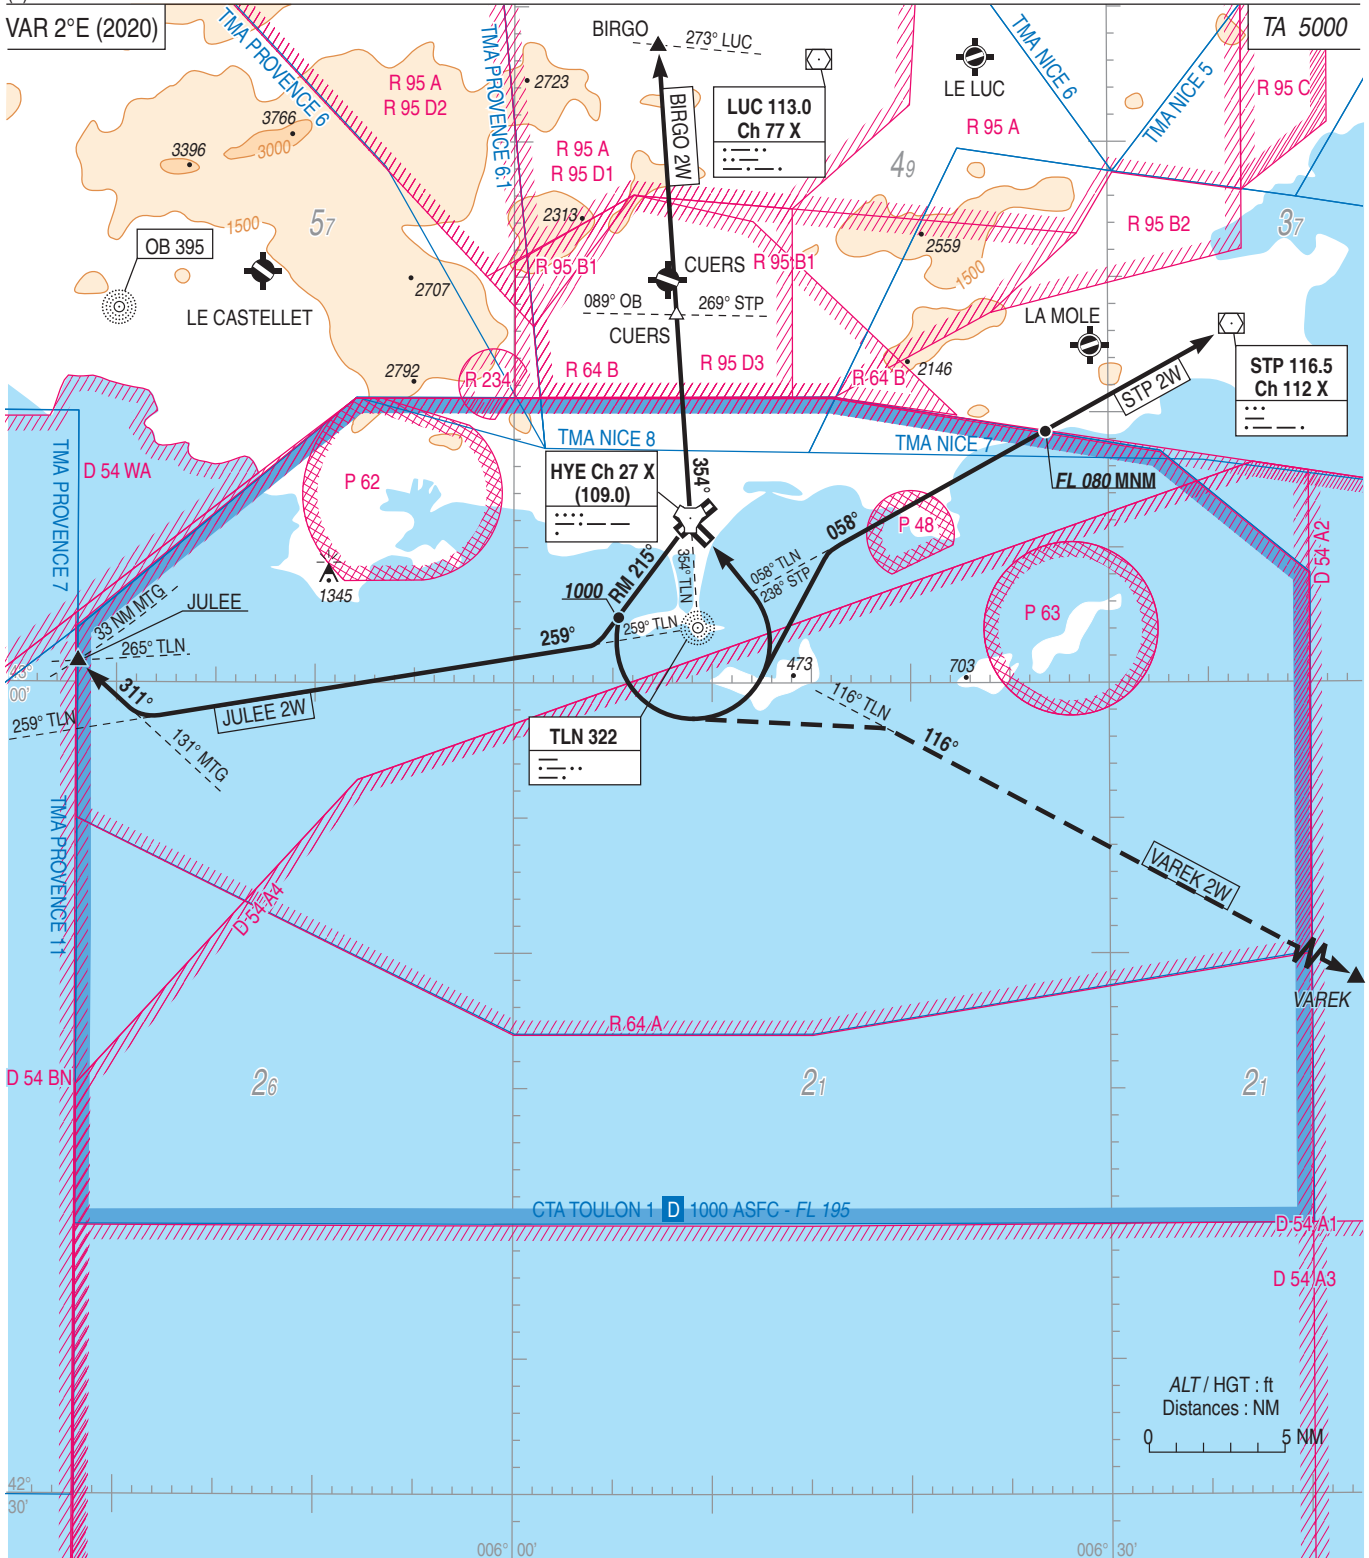 VAR 2°E (2020)
TA 5000
BIRGO
273° LUC
TMA PROVENCE 6
TMA PROVENCE 6.1
TMA NICE 6
TMA NICE 5
LE LUC
R 95 A
R 95 D2
2723
R 95 C
3766
3000
3396
BIRGO 2W
LUC 113.0
Ch 77 X
R 95 A
R 95 A
R 95 D1
49
57
1500
2313
2559
R 95 B2
37
OB 395
LE CASTELLET
2707
R 95 B1
CUERS
R 95 B1
1500
089° OB
269° STP
CUERS
LA MOLE
2792
R 234
R 64 B
R 95 D3
R 64 B
2146
STP 2W
STP 116.5
Ch 112 X
TMA NICE 8
TMA NICE 7
TMA PROVENCE 7
D 54 WA
P 62
HYE Ch 27 X
(109.0)
354°
FL 080 MNM
P 48
058°
D 54 A2
1345
RM 215°
354° TLN
058° TLN
238° STP
JULEE
33 NM MTG
265° TLN
1000
259°
259° TLN
P 63
43°
00'
473
703
311°
JULEE 2W
259° TLN
131° MTG
116° TLN
116°
TLN 322
TMA PROVENCE 11
D 54 A4
VAREK 2W
VAREK
R 64 A
D 54 BN
26
21
21
CTA TOULON 1 D 1000 ASFC - FL 195
D 54 A1
D 54 A3
ALT / HGT : ft
Distances : NM
0 5 NM
42°
30'
006° 00'
006° 30'